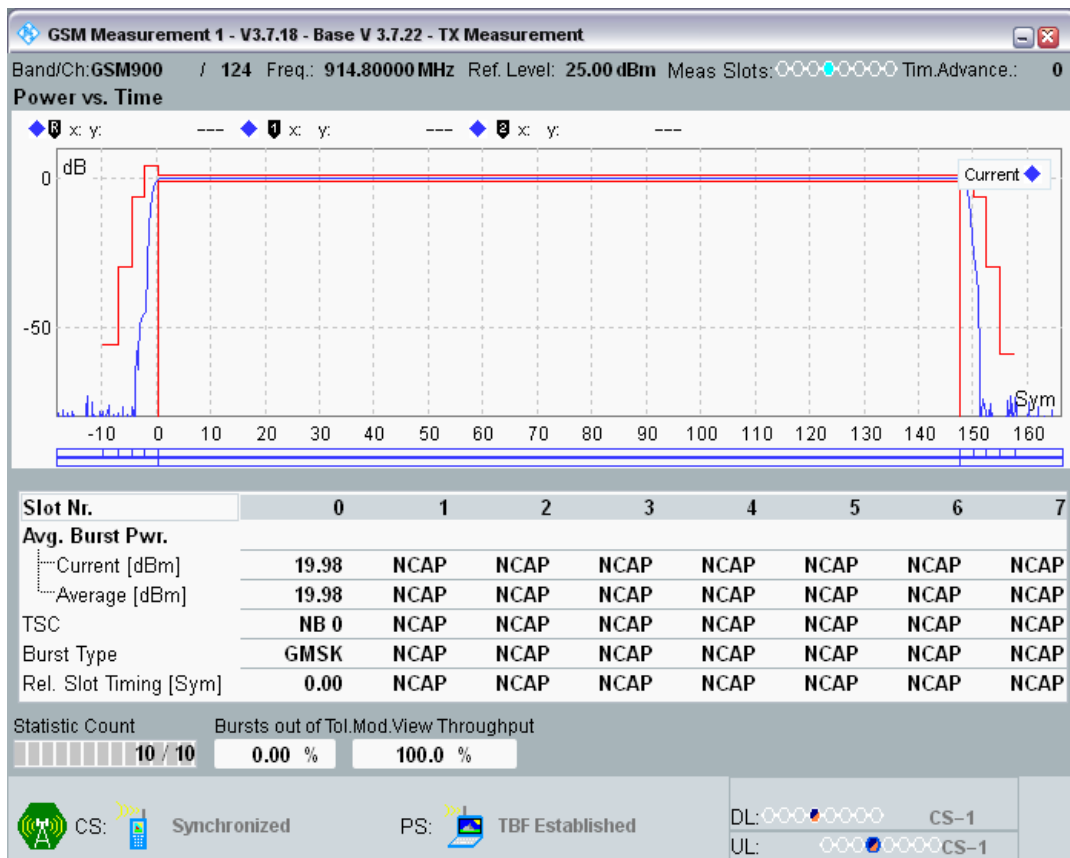 GSM Measurement 1 - V3.7.18 - Base V 3.7.22 - TX Measurement
Band/Ch:GSM900 / 124 Freq.: 914.80000 MHz Ref. Level: 25.00 dBm Meas Slots: Tim.Advance.: 0
Power vs. Time
R x: y: --- 1 x: y: --- 2 x: y: ---
dB
0
Current
-50
Sym
-10 0 10 20 30 40 50 60 70 80 90 100 110 120 130 140 150 160
Slot Nr. 0 1 2 3 4 5 6 7
Avg. Burst Pwr.
Current [dBm] 19.98 NCAP NCAP NCAP NCAP NCAP NCAP NCAP
Average [dBm] 19.98 NCAP NCAP NCAP NCAP NCAP NCAP NCAP
TSC NB 0 NCAP NCAP NCAP NCAP NCAP NCAP NCAP
Burst Type GMSK NCAP NCAP NCAP NCAP NCAP NCAP NCAP
Rel. Slot Timing [Sym] 0.00 NCAP NCAP NCAP NCAP NCAP NCAP NCAP
Statistic Count Bursts out of Tol.Mod.View Throughput
10 / 10 0.00 % 100.0 %
DL: CS-1
CS: Synchronized PS: TBF Established
UL: CS-1